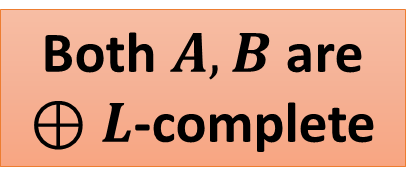 Both A, B are
⊕ L-complete